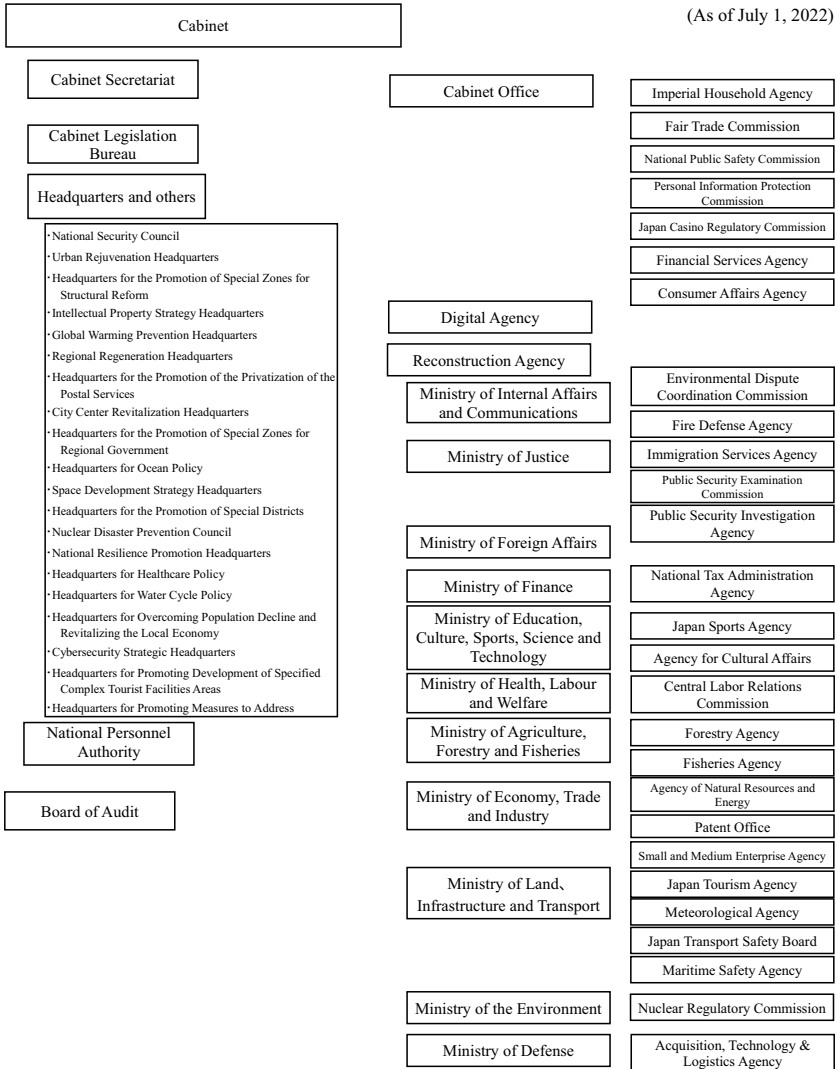 (As of July 1, 2022)
Cabinet
Cabinet Secretariat
Cabinet Legislation
Bureau
Headquarters and others
・National Security Council
・Urban Rejuvenation Headquarters
・Headquarters for the Promotion of Special Zones for
Structural Reform
・Intellectual Property Strategy Headquarters
・Global Warming Prevention Headquarters
・Regional Regeneration Headquarters
・Headquarters for the Promotion of the Privatization of the
Postal Services
・City Center Revitalization Headquarters
・Headquarters for the Promotion of Special Zones for
Regional Government
・Headquarters for Ocean Policy
・Space Development Strategy Headquarters
・Headquarters for the Promotion of Special Districts
・Nuclear Disaster Prevention Council
・National Resilience Promotion Headquarters
・Headquarters for Healthcare Policy
・Headquarters for Water Cycle Policy
・Headquarters for Overcoming Population Decline and
Revitalizing the Local Economy
・Cybersecurity Strategic Headquarters
・Headquarters for Promoting Development of Specified
Complex Tourist Facilities Areas
・Headquarters for Promoting Measures to Address
National Personnel
Authority
Board of Audit
Cabinet Office
Imperial Household Agency
Fair Trade Commission
National Public Safety Commission
Personal Information Protection
Commission
Japan Casino Regulatory Commission
Financial Services Agency
Consumer Affairs Agency
Digital Agency
Reconstruction Agency
Ministry of Internal Affairs
and Communications
Environmental Dispute
Coordination Commission
Fire Defense Agency
Ministry of Justice
Immigration Services Agency
Public Security Examination
Commission
Public Security Investigation
Agency
Ministry of Foreign Affairs
Ministry of Finance
National Tax Administration
Agency
Ministry of Education,
Culture, Sports, Science and
Technology
Japan Sports Agency
Agency for Cultural Affairs
Ministry of Health, Labour
and Welfare
Central Labor Relations
Commission
Ministry of Agriculture,
Forestry and Fisheries
Forestry Agency
Fisheries Agency
Ministry of Economy, Trade
and Industry
Agency of Natural Resources and
Energy
Patent Office
Small and Medium Enterprise Agency
Ministry of Land、
Infrastructure and Transport
Japan Tourism Agency
Meteorological Agency
Japan Transport Safety Board
Maritime Safety Agency
Ministry of the Environment
Nuclear Regulatory Commission
Ministry of Defense
Acquisition, Technology &
Logistics Agency